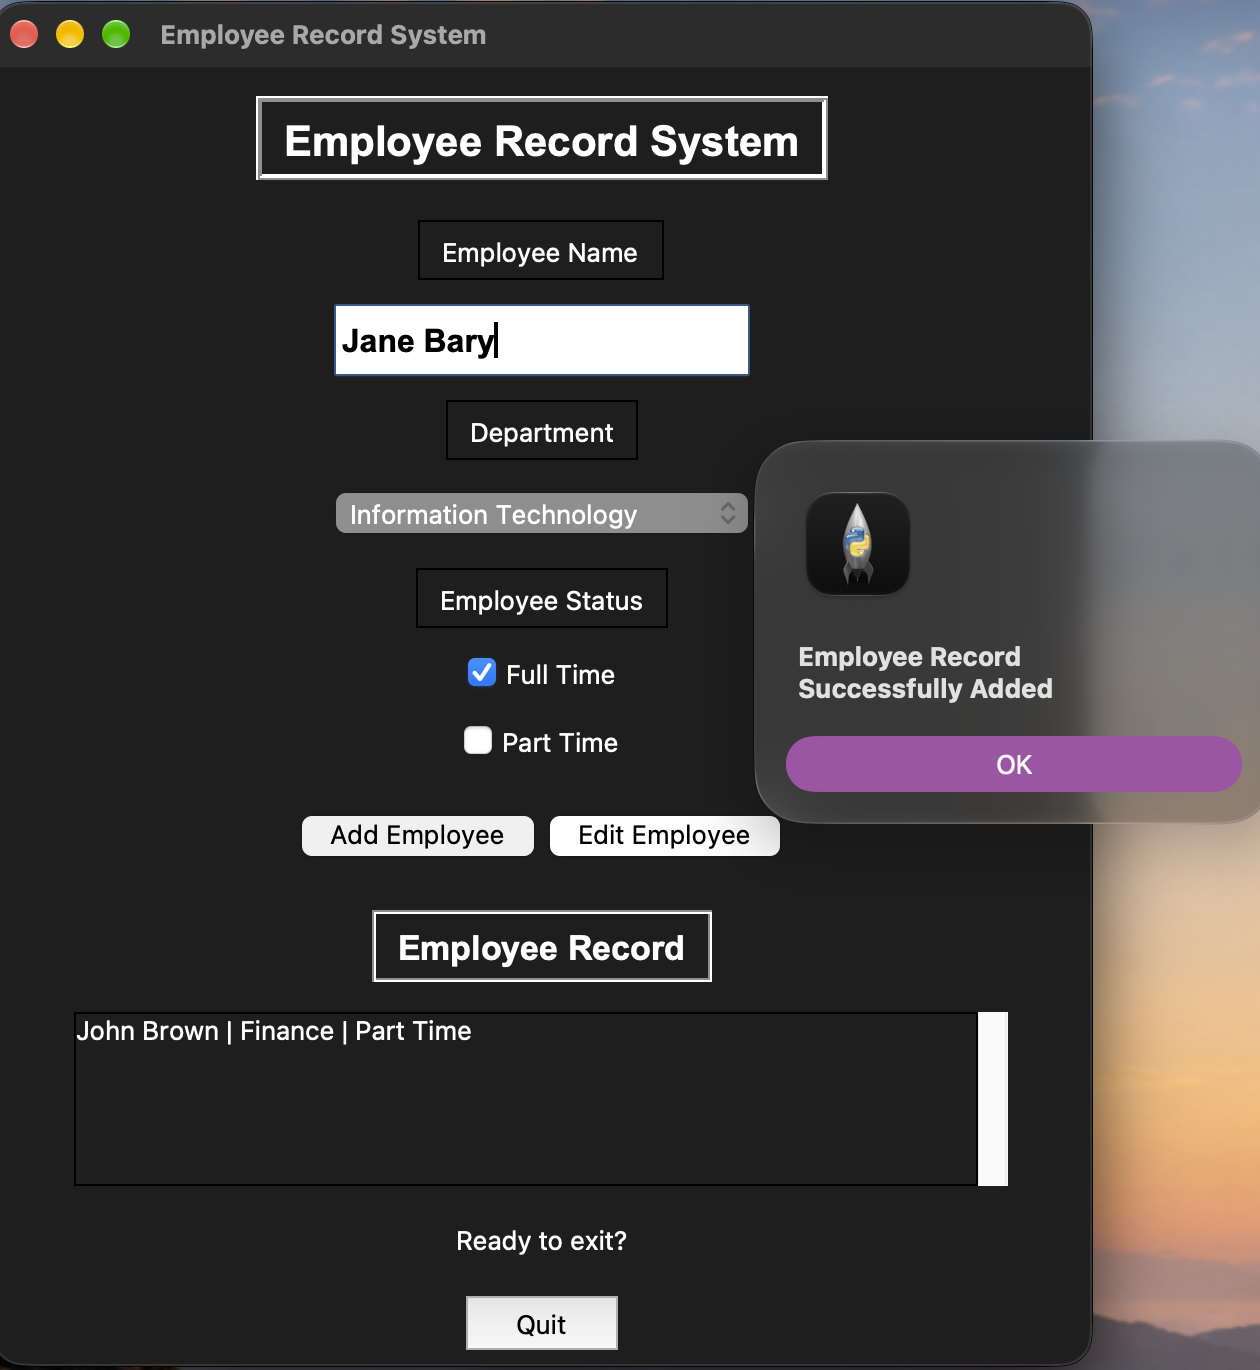 Employee Record System
Employee Record System
Employee Name
Jane Bary
Department
Information Technology
Employee Status
Full Time
Part Time
Employee Record
Successfully Added
OK
Add Employee
Edit Employee
Employee Record
John Brown | Finance | Part Time
Ready to exit?
Quit